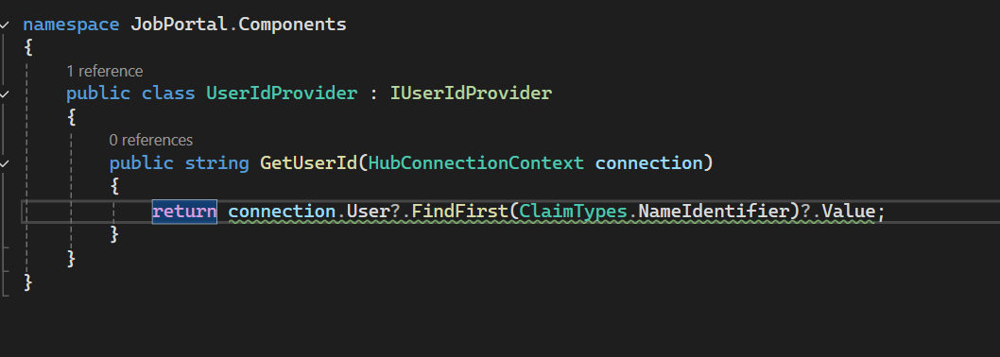 namespace JobPortal.Components
{
1 reference
public class UserIdProvider : IUserIdProvider
{
0 references
public string GetUserId(HubConnectionContext connection)
{
return connection.User?.FindFirst(ClaimTypes.NameIdentifier)?.Value;
}
}
}